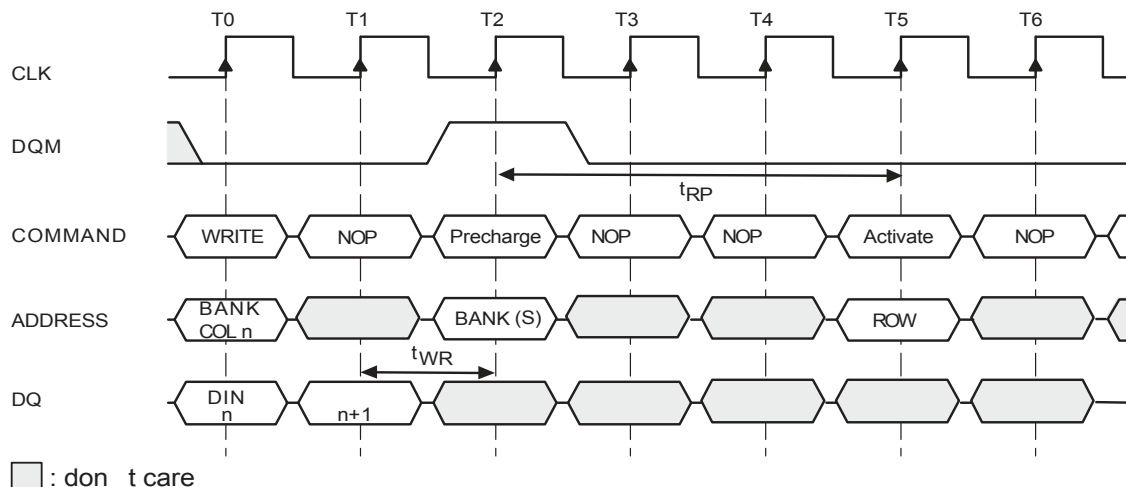 T0 T1 T2 T3 T4 T5 T6
CLK
DQM
tRP
COMMAND WRITE NOP Precharge NOP NOP Activate NOP
ADDRESS BANK COL n BANK (S) ROW
tWR
DQ DIN n n+1
: don t care